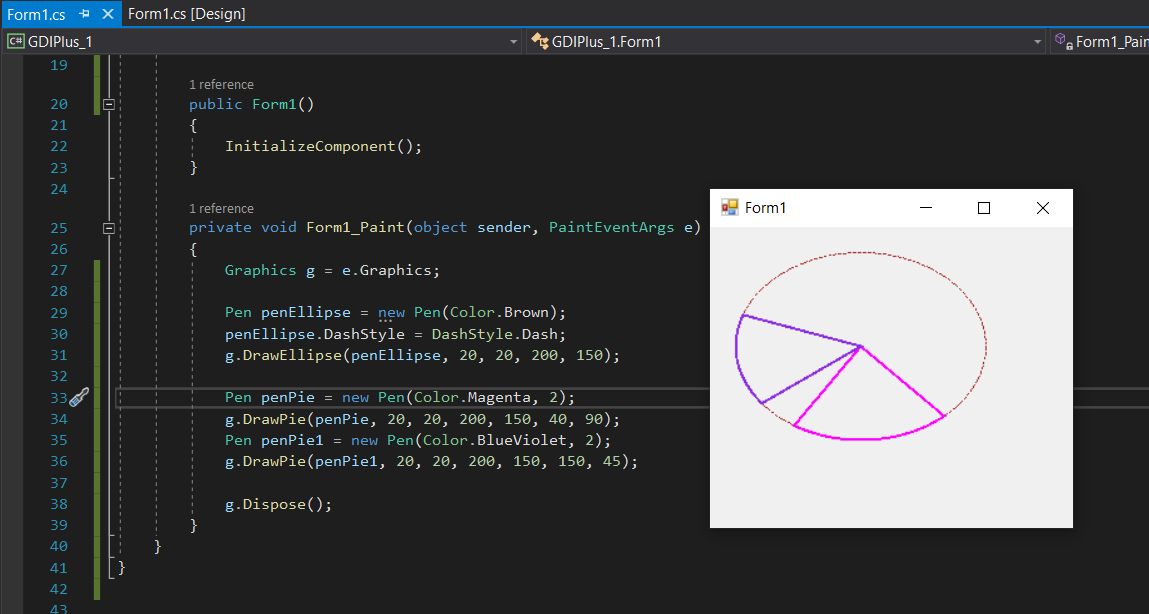 Form1.cs Form1.cs [Design]
C# GDIPlus_1 GDIPlus_1.Form1 Form1_Pain
19
1 reference
20 public Form1()
21 {
22 InitializeComponent();
23 }
24
1 reference
25 private void Form1_Paint(object sender, PaintEventArgs e)
26 {
27 Graphics g = e.Graphics;
28
29 Pen penEllipse = new Pen(Color.Brown);
30 penEllipse.DashStyle = DashStyle.Dash;
31 g.DrawEllipse(penEllipse, 20, 20, 200, 150);
32
33 Pen penPie = new Pen(Color.Magenta, 2);
34 g.DrawPie(penPie, 20, 20, 200, 150, 40, 90);
35 Pen penPie1 = new Pen(Color.BlueViolet, 2);
36 g.DrawPie(penPie1, 20, 20, 200, 150, 150, 45);
37
38 g.Dispose();
39 }
40 }
41 }
42
43
Form1